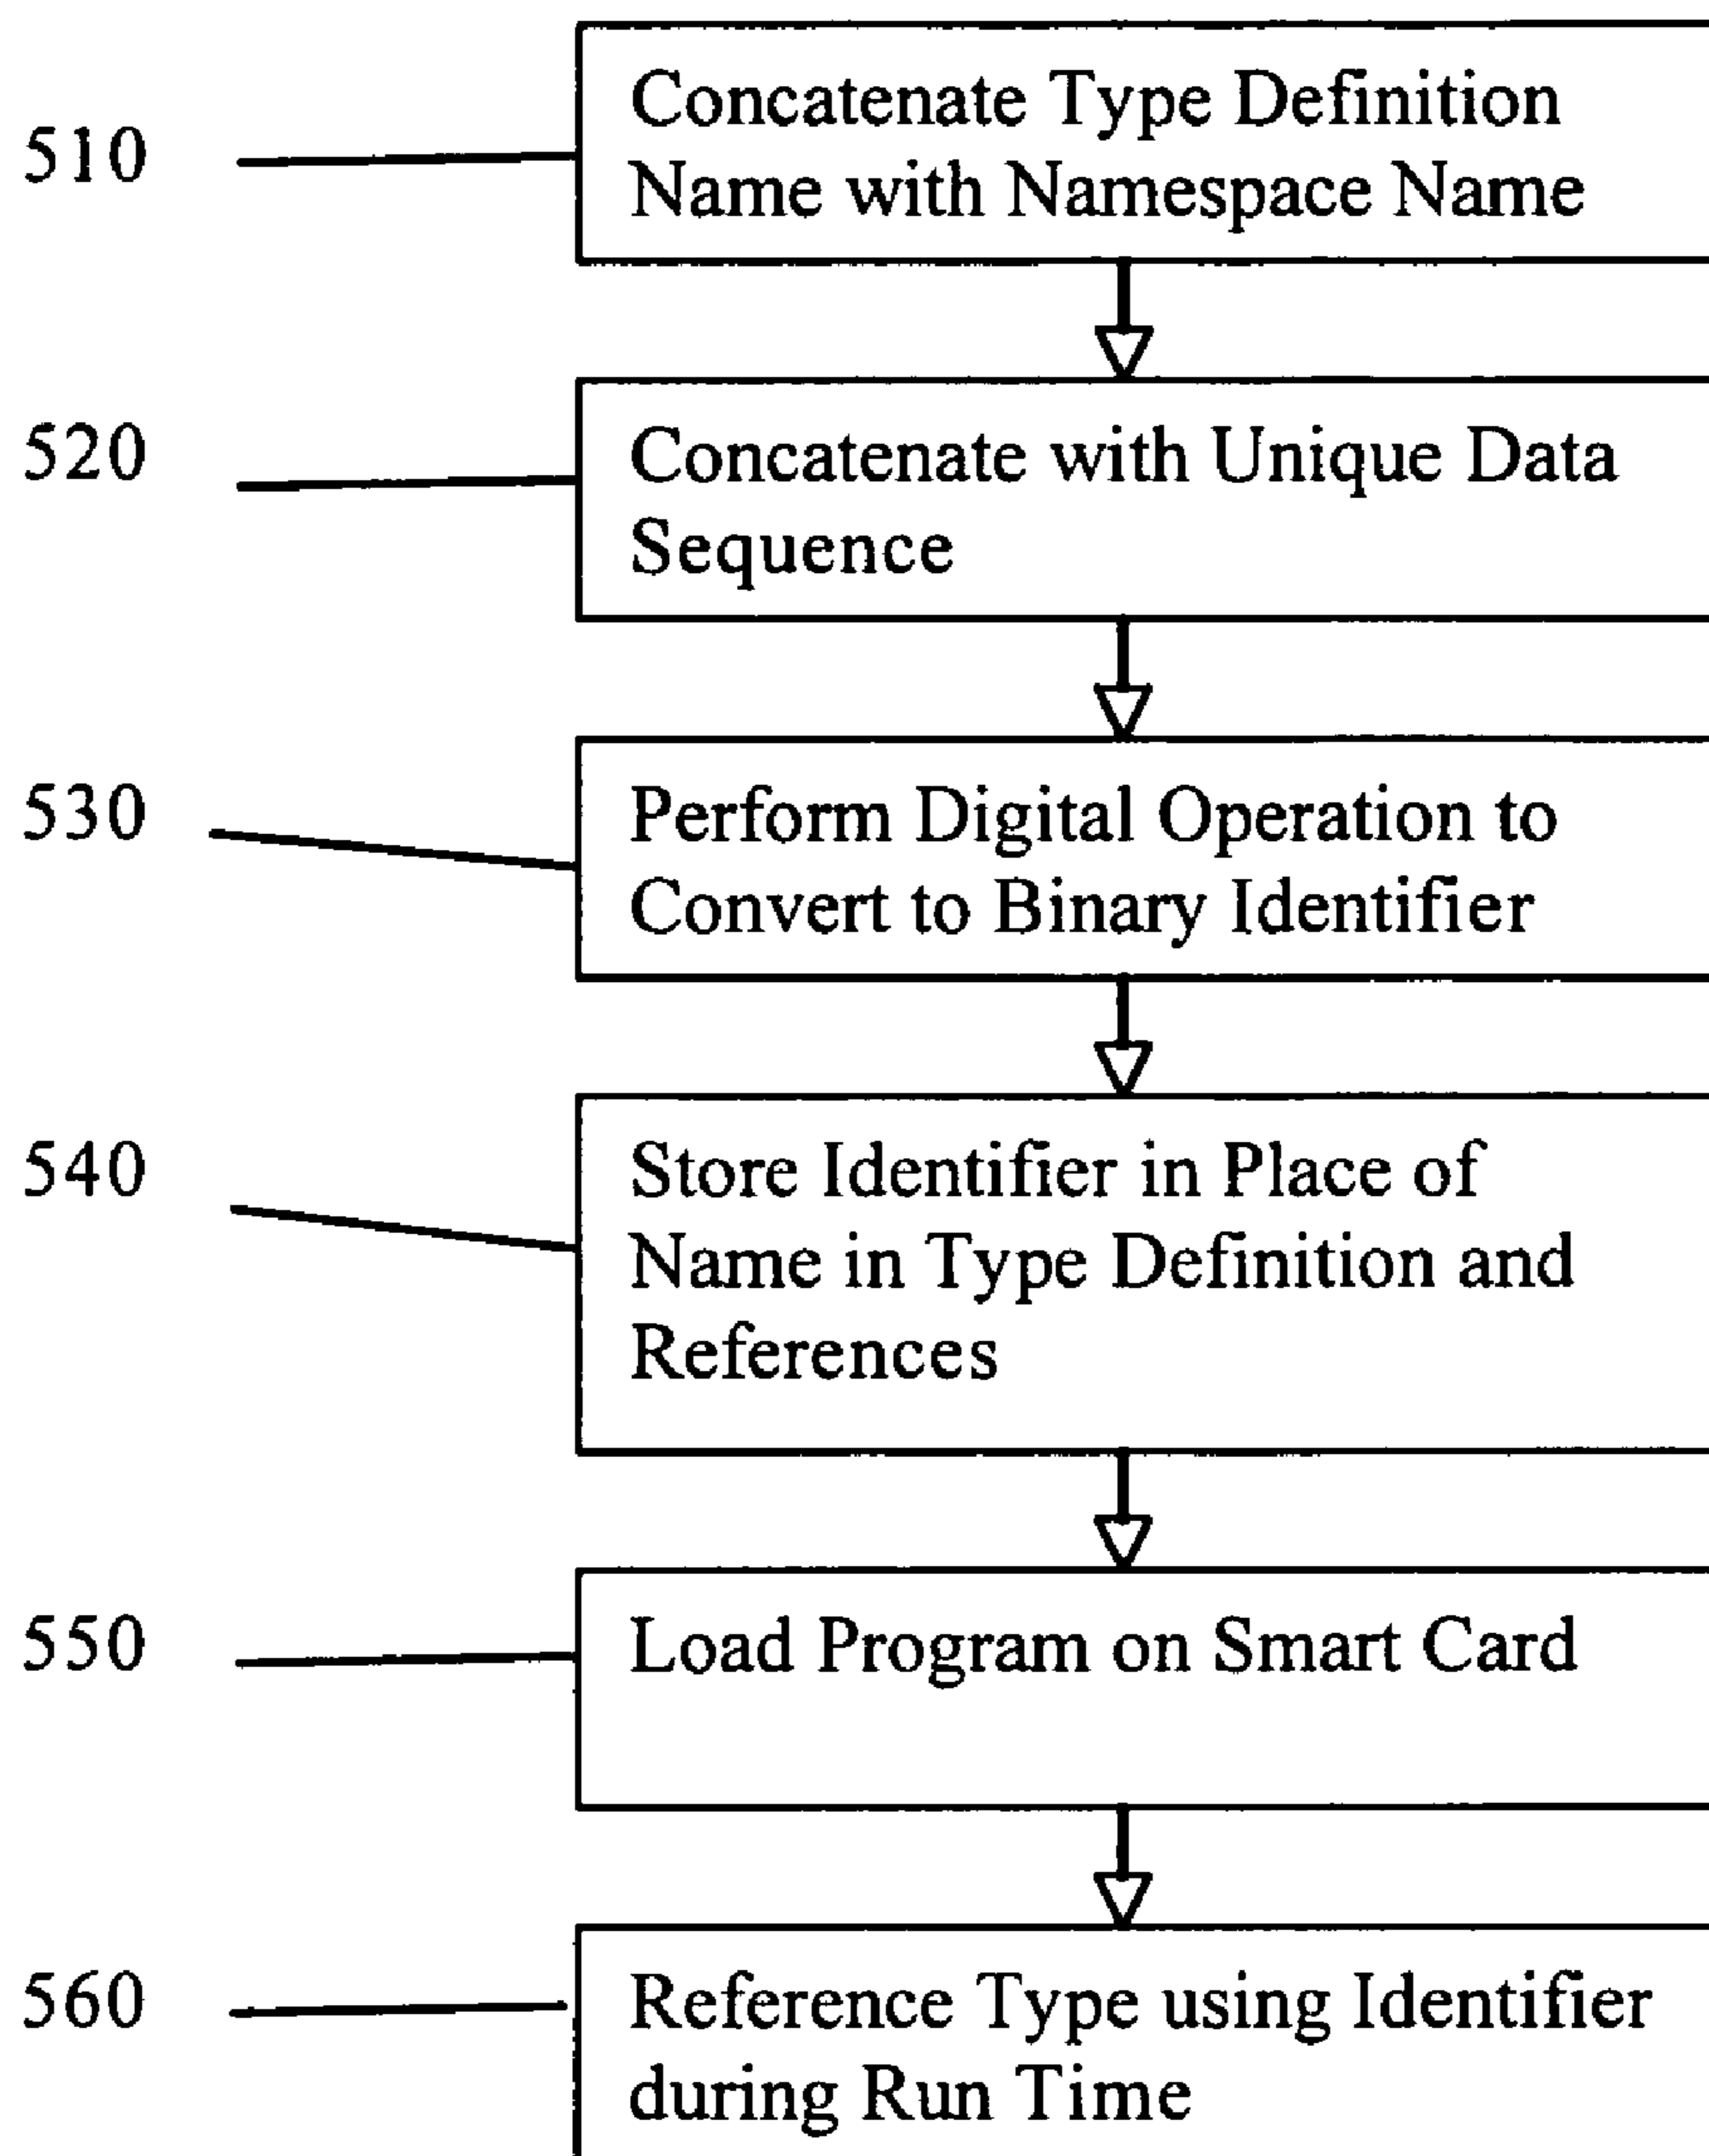 510
Concatenate Type Definition
Name with Namespace Name
520
Concatenate with Unique Data
Sequence
530
Perform Digital Operation to
Convert to Binary Identifier
540
Store Identifier in Place of
Name in Type Definition and
References
550
Load Program on Smart Card
560
Reference Type using Identifier
during Run Time